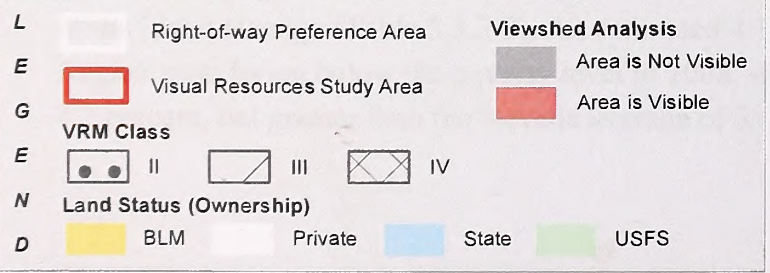 LEGEND
Right-of-way Preference Area
Visual Resources Study Area
VRM Class
II III IV
Land Status (Ownership)
BLM Private State USFS
Viewshed Analysis
Area is Not Visible
Area is Visible